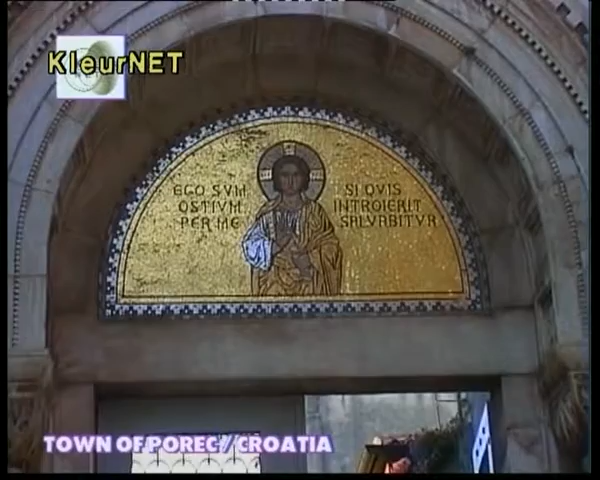 KleurNET
EGO SVM
OSTIVM
PER ME
SI QVIS
INTROIERIT
SALVABITVR
TOWN OF POREC // CROATIA